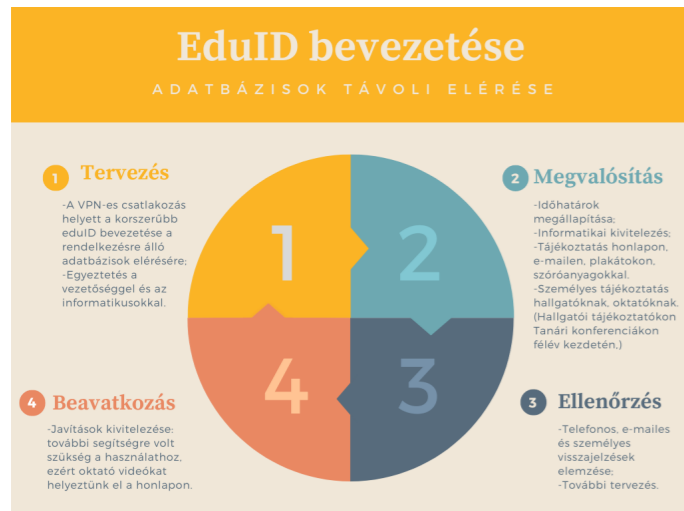 EduID bevezetése
ADATBÁZISOK TÁVOLI ELÉRÉSE
1 Tervezés
-A VPN-es csatlakozás
helyett a korszerűbb
eduID bevezetése a
rendelkezésre álló
adatbázisok elérésére;
-Egyeztetés a
vezetőséggel és az
informatikusokkal.
2 Megvalósítás
-Időhatárok
megállapítása;
-Informatikai kivitelezés;
-Tájékoztatás honlapon,
e-mailen, plakátokon,
szóróanyagokkal.
-Személyes tájékoztatás
hallgatóknak, oktatóknak.
(Hallgatói tájékoztatókon
Tanári konferenciákon
félév kezdetén,)
1
2
4
3
4 Beavatkozás
-Javítások kivitelezése:
további segítségre volt
szükség a használathoz,
ezért oktató videókat
helyeztünk el a honlapon.
3 Ellenőrzés
-Telefonos, e-mailes
és személyes
visszajelzések
elemzése;
-További tervezés.